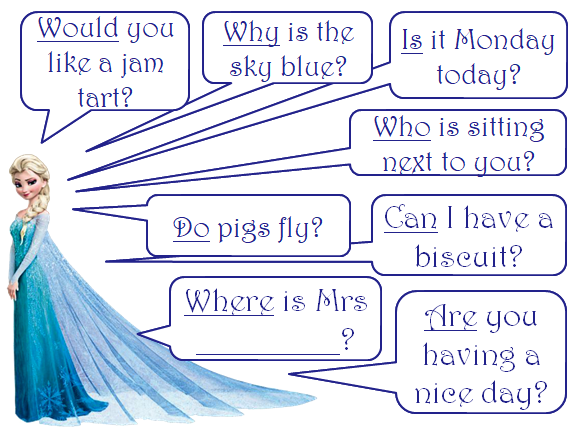 Would you
like a jam
tart?
Why is the
sky blue?
Is it Monday
today?
Who is sitting
next to you?
Do pigs fly?
Can I have a
biscuit?
Where is Mrs
____________?
Are you
having a
nice day?